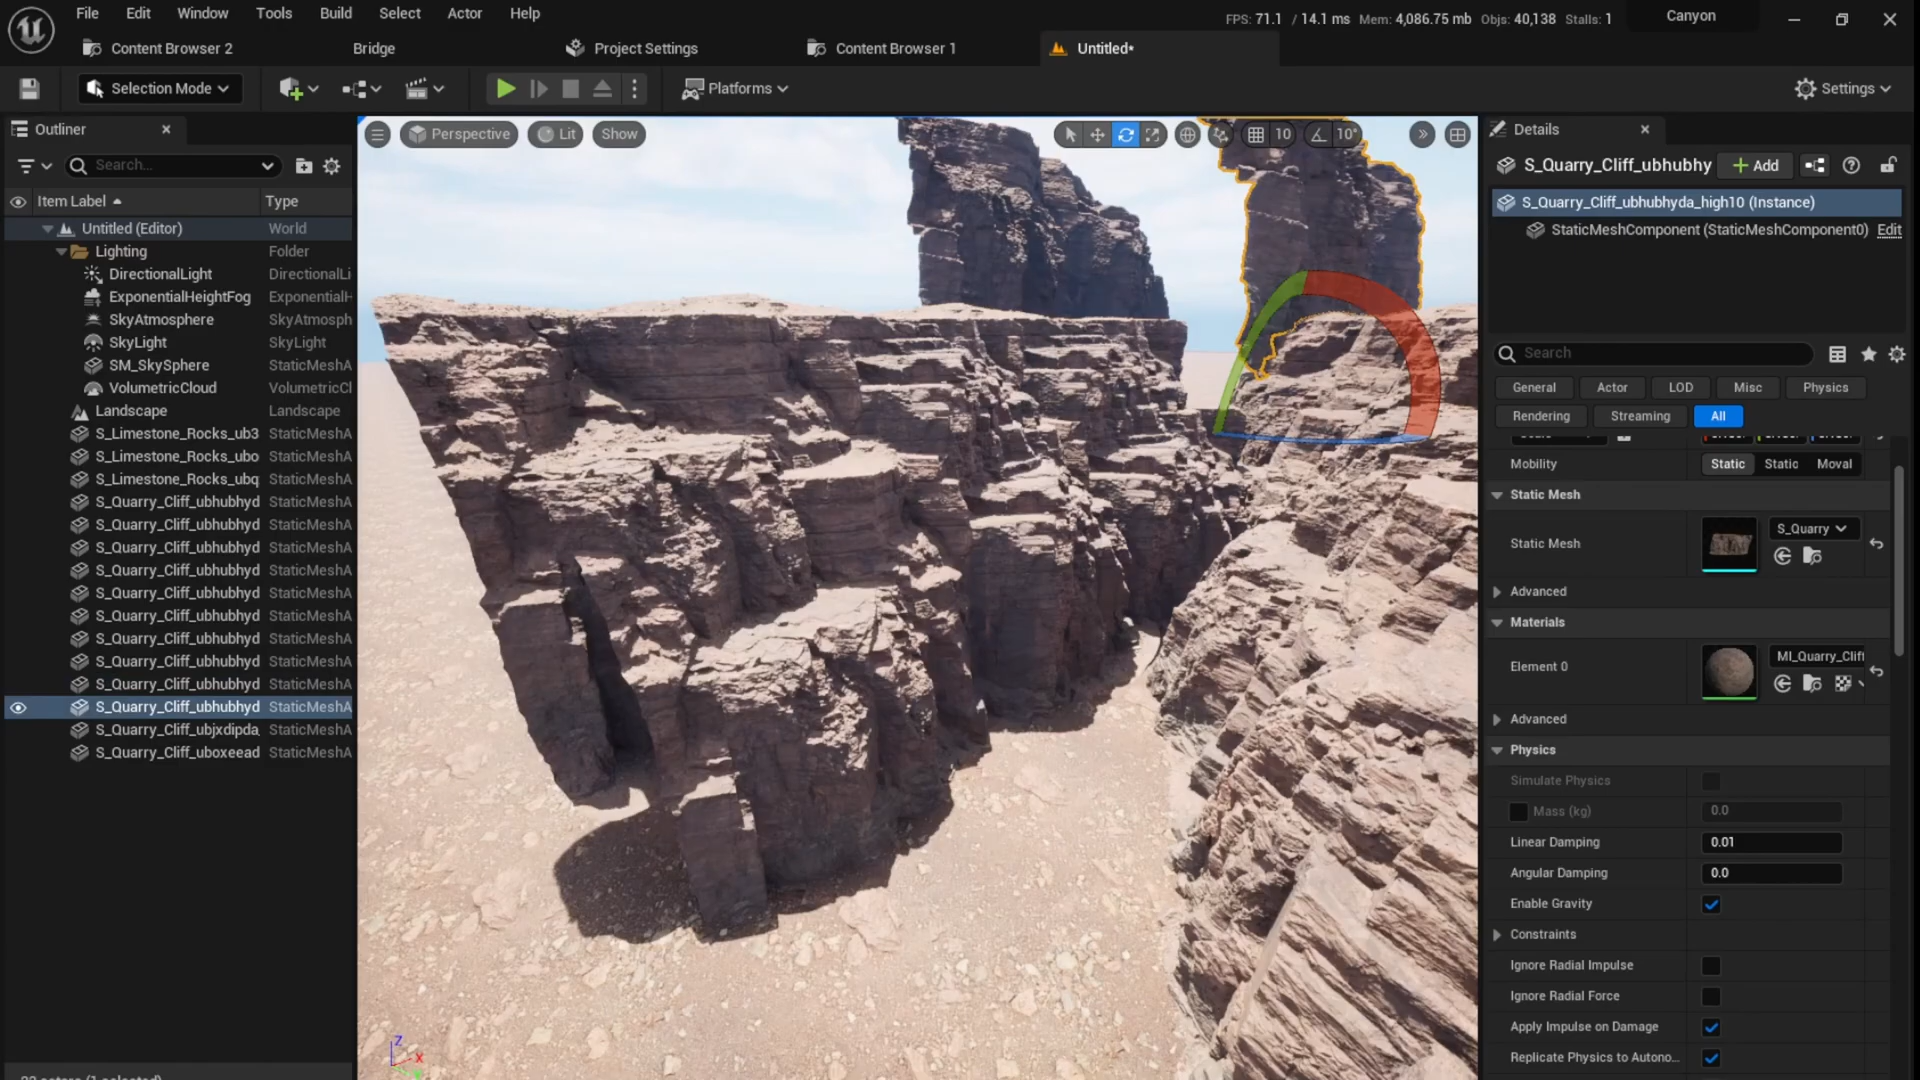 File Edit Window Tools Build Select Actor Help
FPS: 71.1 / 14.1 ms Mem: 4,086.75 mb Objs: 40,138 Stalls: 1
Canyon
Content Browser 2
Bridge
Project Settings
Content Browser 1
Untitled*
Selection Mode
Platforms
Settings
Outliner
Search...
Item Label
Type
Untitled (Editor) World
Lighting Folder
DirectionalLight DirectionalLi
ExponentialHeightFog ExponentialH
SkyAtmosphere SkyAtmosph
SkyLight SkyLight
SM_SkySphere StaticMeshA
VolumetricCloud VolumetricCl
Landscape Landscape
S_Limestone_Rocks_ub3 StaticMeshA
S_Limestone_Rocks_ubo StaticMeshA
S_Limestone_Rocks_ubq StaticMeshA
S_Quarry_Cliff_ubhubhyd StaticMeshA
S_Quarry_Cliff_ubhubhyd StaticMeshA
S_Quarry_Cliff_ubhubhyd StaticMeshA
S_Quarry_Cliff_ubhubhyd StaticMeshA
S_Quarry_Cliff_ubhubhyd StaticMeshA
S_Quarry_Cliff_ubhubhyd StaticMeshA
S_Quarry_Cliff_ubhubhyd StaticMeshA
S_Quarry_Cliff_ubhubhyd StaticMeshA
S_Quarry_Cliff_ubhubhyd StaticMeshA
S_Quarry_Cliff_ubhubhyd StaticMeshA
S_Quarry_Cliff_ubjxdipda_ StaticMeshA
S_Quarry_Cliff_uboxeead StaticMeshA
Perspective
Lit
Show
10
10°
Z
X
Details
S_Quarry_Cliff_ubhubhy
Add
S_Quarry_Cliff_ubhubhyda_high10 (Instance)
StaticMeshComponent (StaticMeshComponent0) Edit
Search
General Actor LOD Misc Physics
Rendering Streaming All
Mobility Static Static Moval
Static Mesh
Static Mesh S_Quarry
Advanced
Materials
Element 0 MI_Quarry_Clif
Advanced
Physics
Simulate Physics
Mass (kg) 0.0
Linear Damping 0.01
Angular Damping 0.0
Enable Gravity
Constraints
Ignore Radial Impulse
Ignore Radial Force
Apply Impulse on Damage
Replicate Physics to Autono...